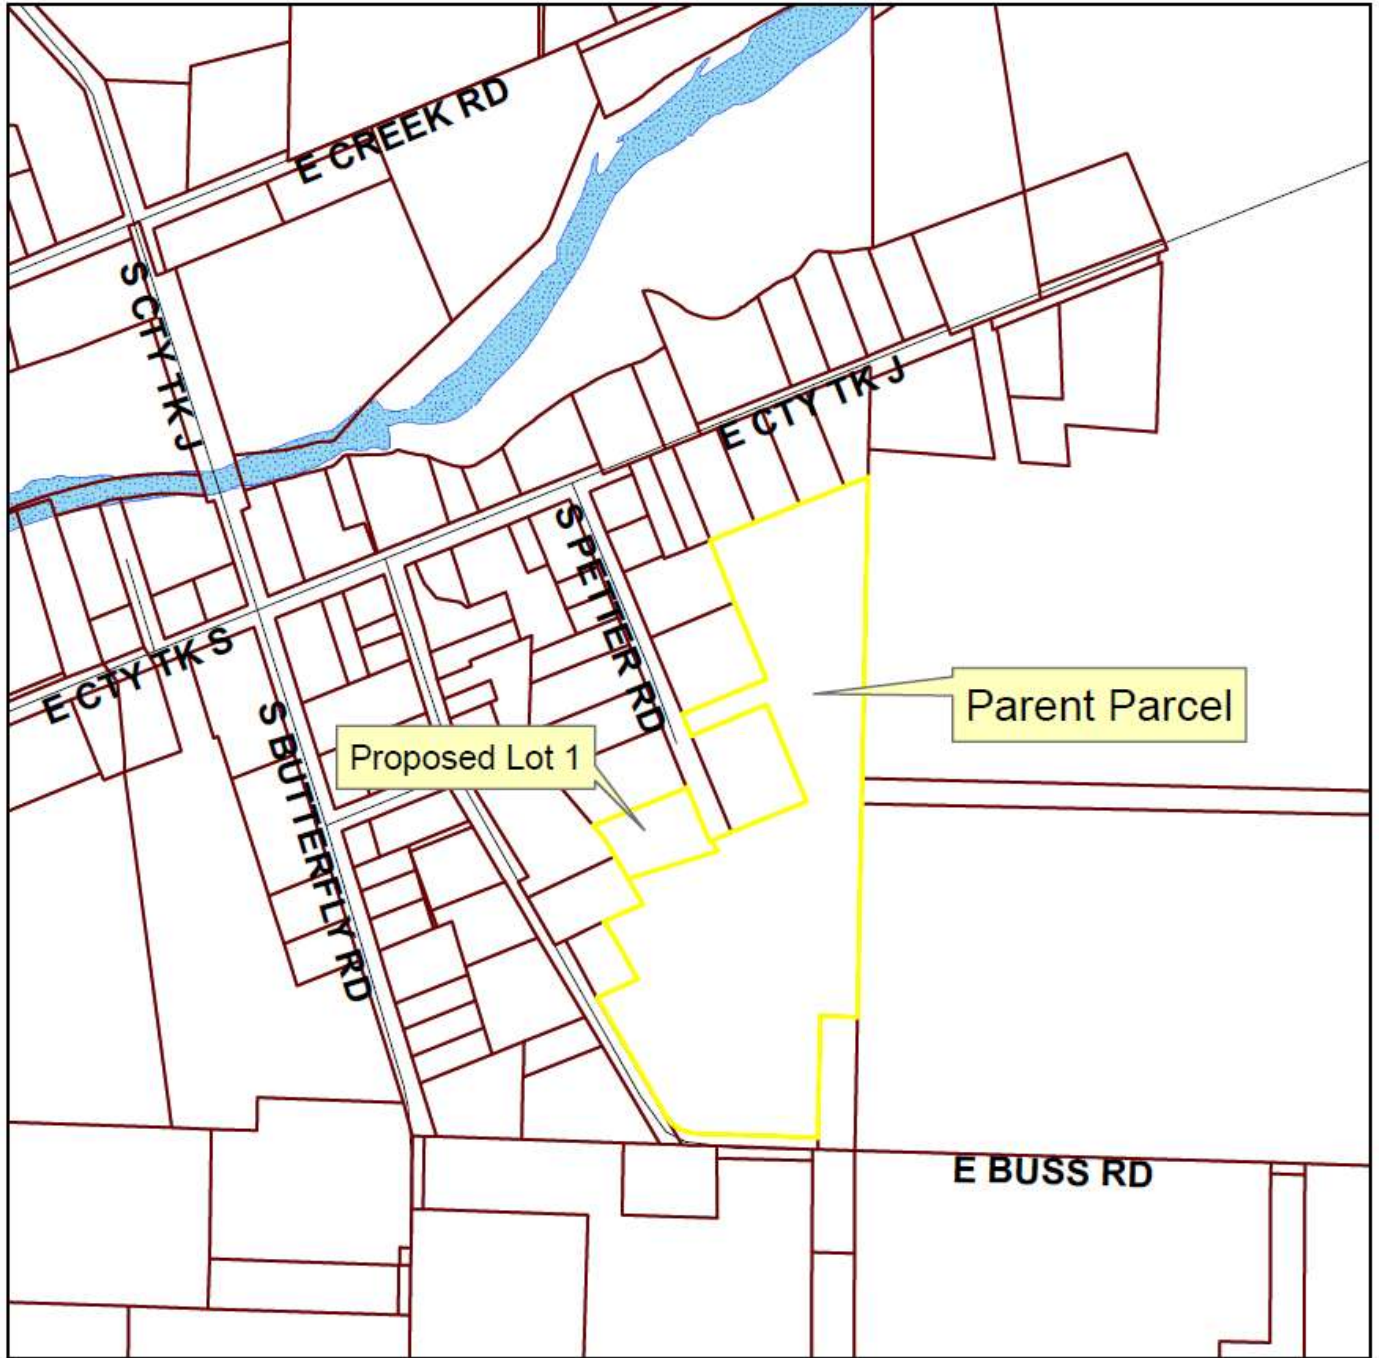 E CREEK RD
S CTY TK J
E CTY TK J
S PETTER RD
E CTY TK S
Parent Parcel
Proposed Lot 1
S BUTTERFLY RD
E BUSS RD